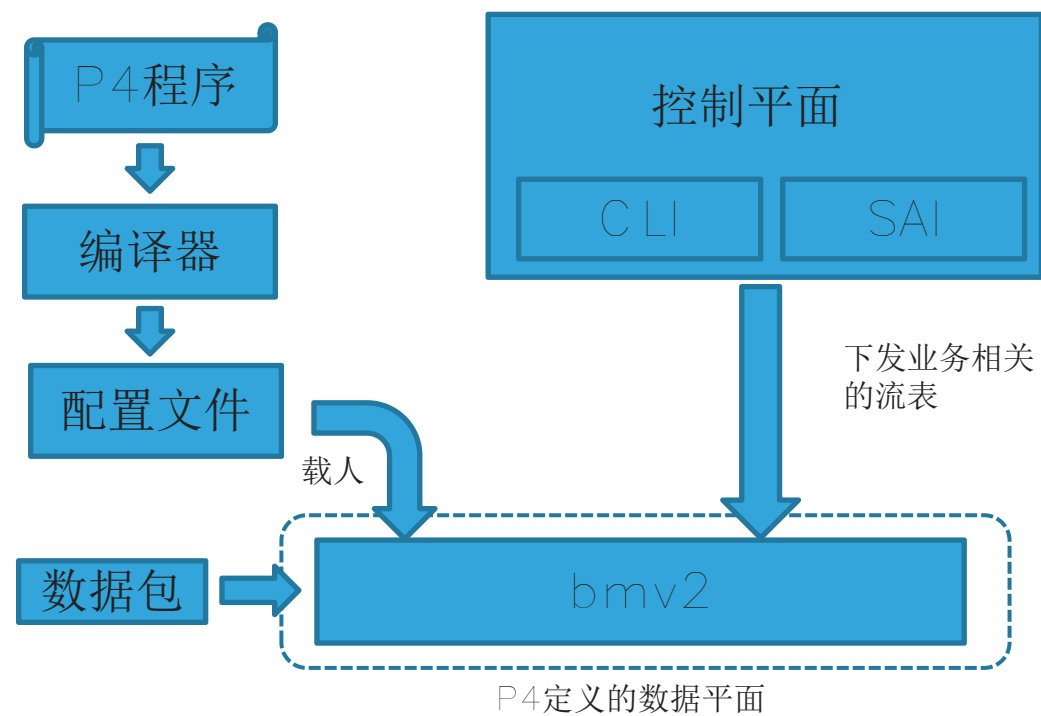 P4程序
控制平面
CLI
SAI
编译器
下发业务相关
的流表
配置文件
载人
数据包
bmv2
P4定义的数据平面